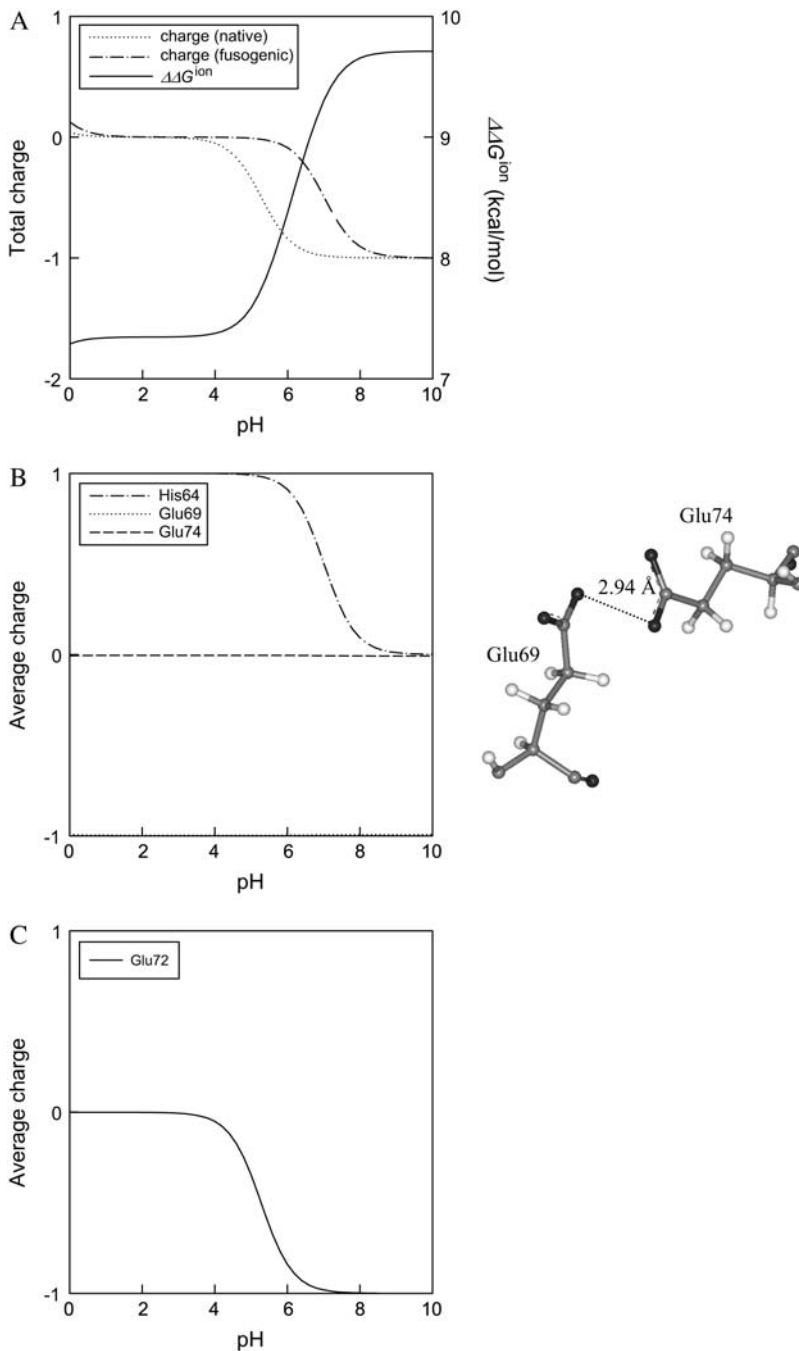 A
charge (native)
charge (fusogenic)
ΔΔG^ion
1
0
-1
-2
Total charge
10
9
8
7
ΔΔG^ion (kcal/mol)
0 2 4 6 8 10
pH
B
His64
Glu69
Glu74
1
0
-1
Average charge
0 2 4 6 8 10
pH
Glu74
2.94 Å
Glu69
C
Glu72
1
0
-1
Average charge
0 2 4 6 8 10
pH